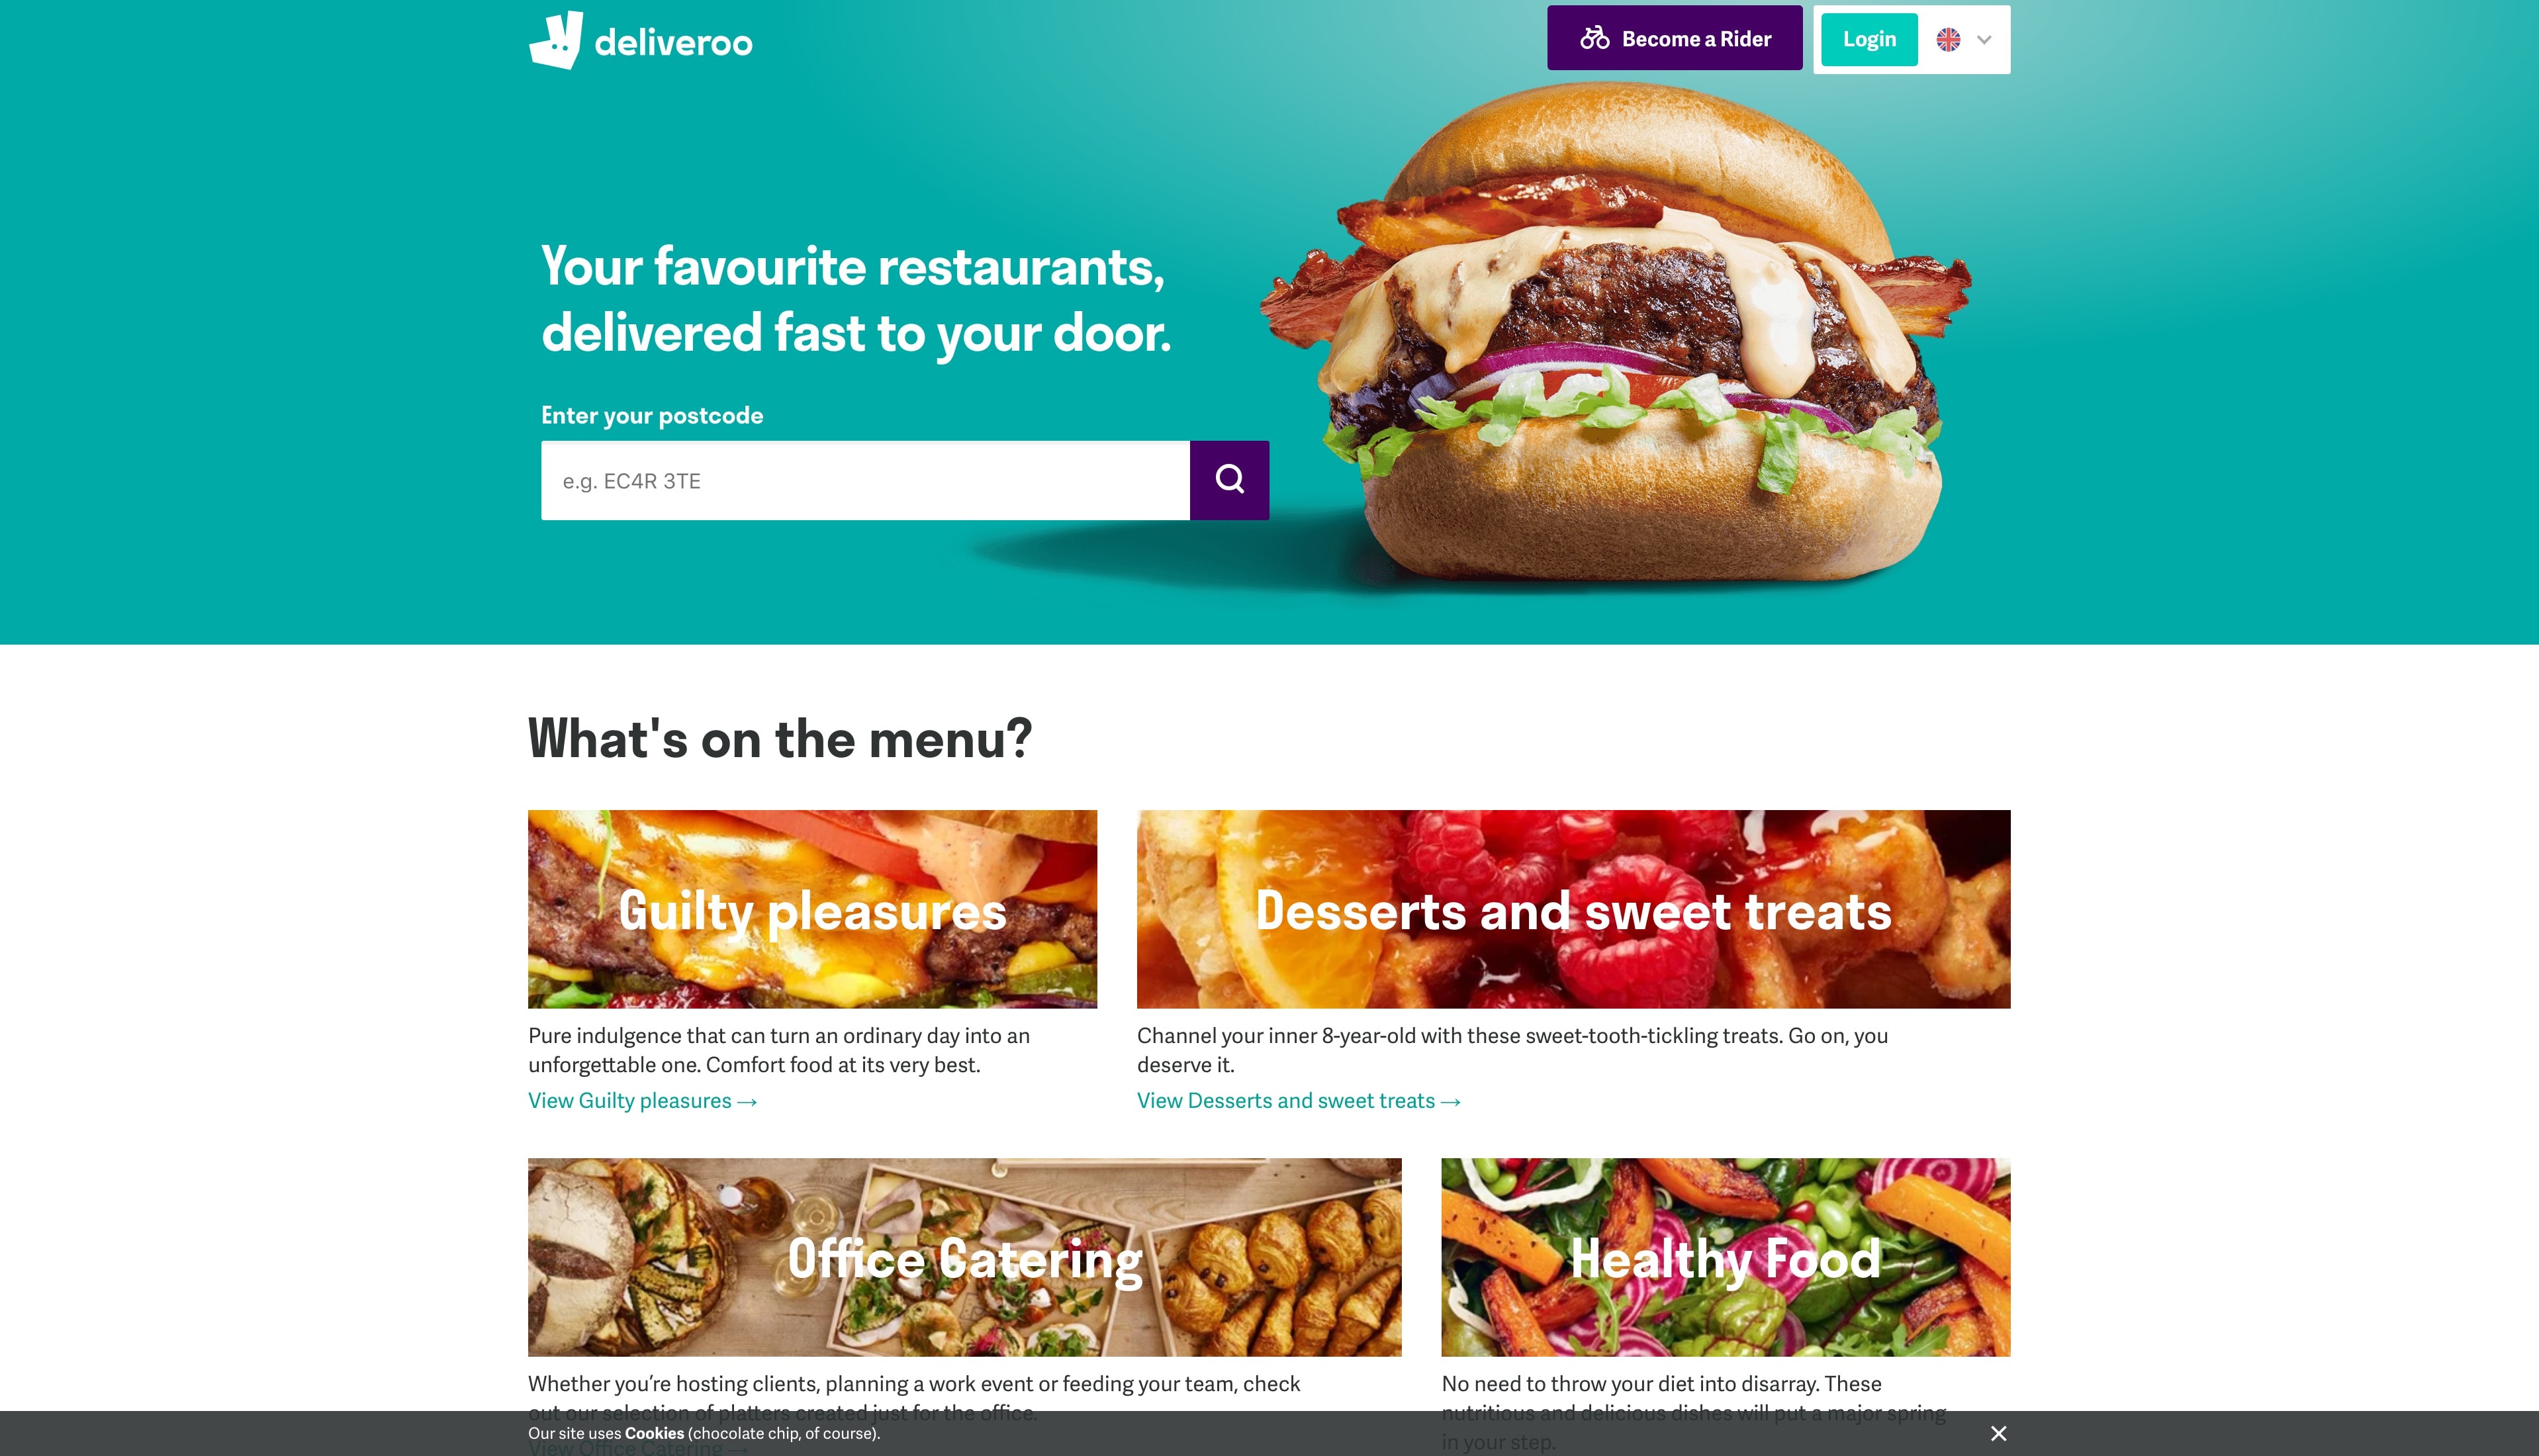 deliveroo
Become a Rider
Login
Your favourite restaurants,
delivered fast to your door.
Enter your postcode
e.g. EC4R 3TE
What's on the menu?
Guilty pleasures
Pure indulgence that can turn an ordinary day into an
unforgettable one. Comfort food at its very best.
View Guilty pleasures →
Desserts and sweet treats
Channel your inner 8-year-old with these sweet-tooth-tickling treats. Go on, you
deserve it.
View Desserts and sweet treats →
Office Catering
Whether you’re hosting clients, planning a work event or feeding your team, check
out our selection of platters created just for the office.
View Office Catering →
Healthy Food
No need to throw your diet into disarray. These
nutritious and delicious dishes will put a major spring
in your step.
Our site uses Cookies (chocolate chip, of course).